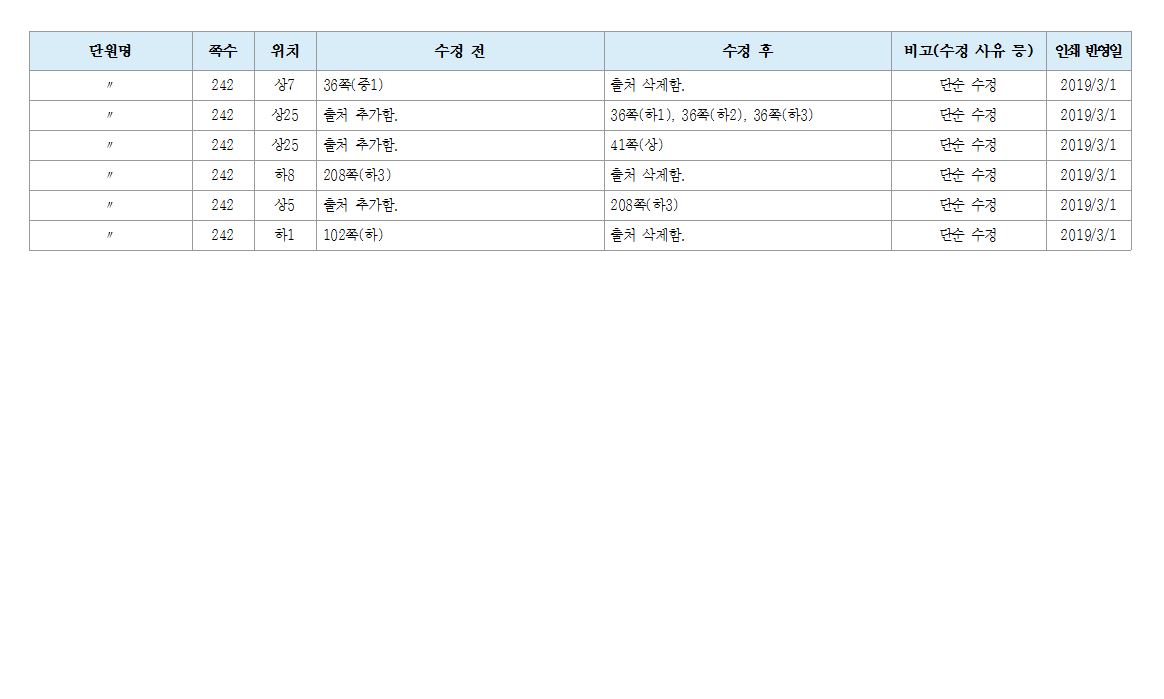 단원명 쪽수 위치 수정 전 수정 후 비고(수정 사유 등) 인쇄 반영일
〃 242 상7 36쪽(중1) 출처 삭제함. 단순 수정 2019/3/1
〃 242 상25 출처 추가함. 36쪽(하1), 36쪽(하2), 36쪽(하3) 단순 수정 2019/3/1
〃 242 상25 출처 추가함. 41쪽(상) 단순 수정 2019/3/1
〃 242 하8 208쪽(하3) 출처 삭제함. 단순 수정 2019/3/1
〃 242 상5 출처 추가함. 208쪽(하3) 단순 수정 2019/3/1
〃 242 하1 102쪽(하) 출처 삭제함. 단순 수정 2019/3/1